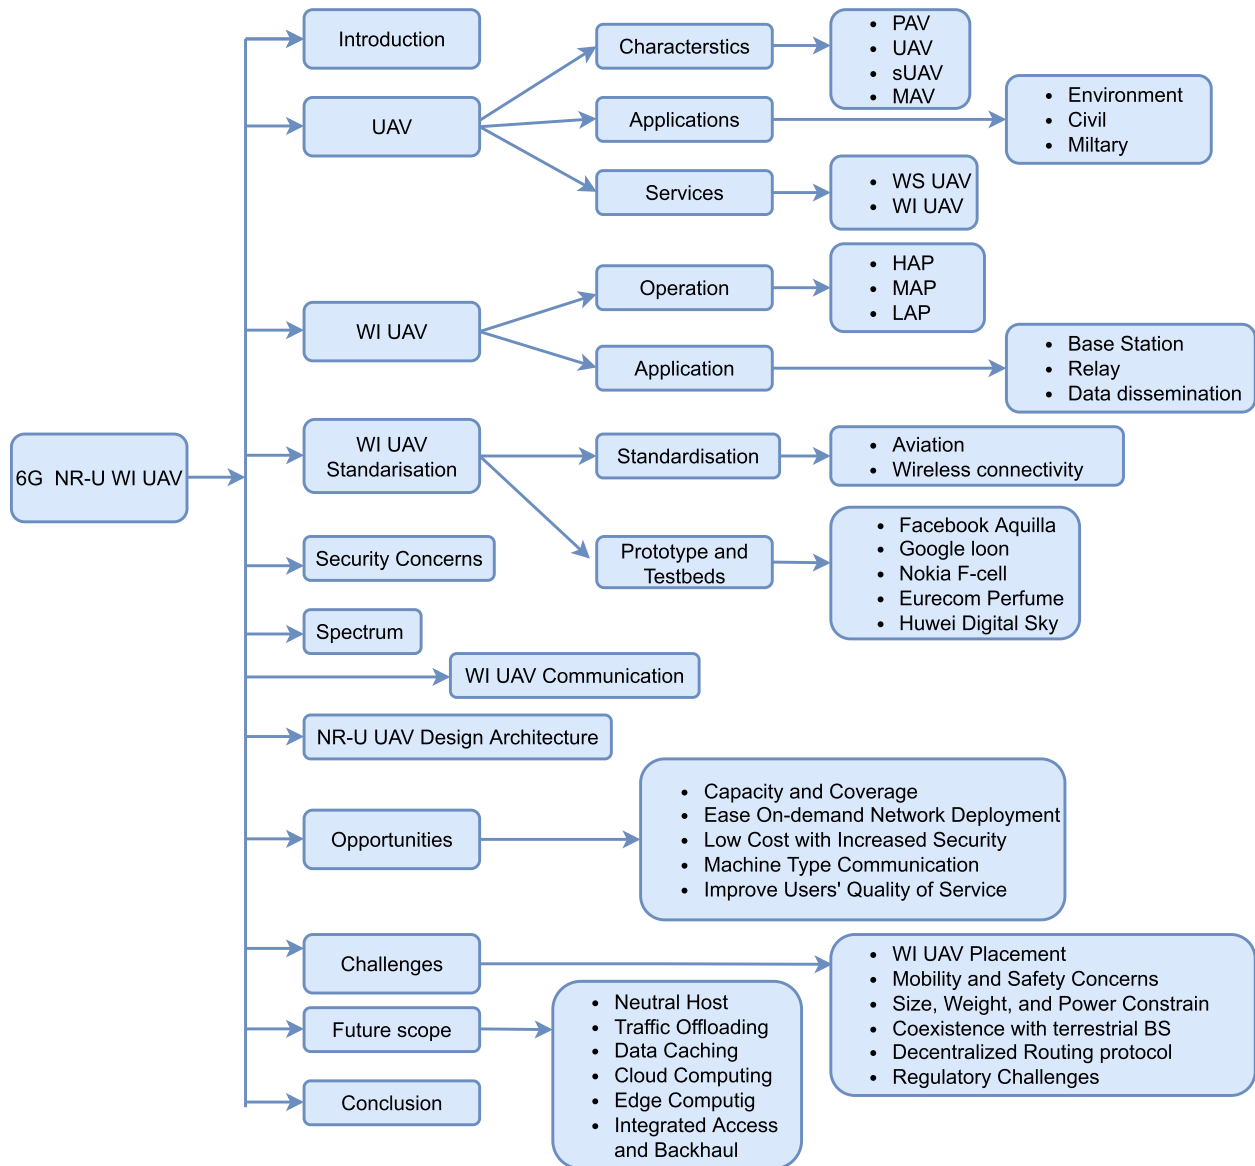 6G NR-U WI UAV
Introduction
UAV
Characterstics
• PAV
• UAV
• sUAV
• MAV
Applications
• Environment
• Civil
• Miltary
Services
• WS UAV
• WI UAV
WI UAV
Operation
• HAP
• MAP
• LAP
Application
• Base Station
• Relay
• Data dissemination
WI UAV
Standarisation
Standardisation
• Aviation
• Wireless connectivity
Prototype and
Testbeds
• Facebook Aquilla
• Google loon
• Nokia F-cell
• Eurecom Perfume
• Huwei Digital Sky
Security Concerns
Spectrum
WI UAV Communication
NR-U UAV Design Architecture
Opportunities
• Capacity and Coverage
• Ease On-demand Network Deployment
• Low Cost with Increased Security
• Machine Type Communication
• Improve Users' Quality of Service
Challenges
• WI UAV Placement
• Mobility and Safety Concerns
• Size, Weight, and Power Constrain
• Coexistence with terrestrial BS
• Decentralized Routing protocol
• Regulatory Challenges
Future scope
• Neutral Host
• Traffic Offloading
• Data Caching
• Cloud Computing
• Edge Computig
• Integrated Access
and Backhaul
Conclusion